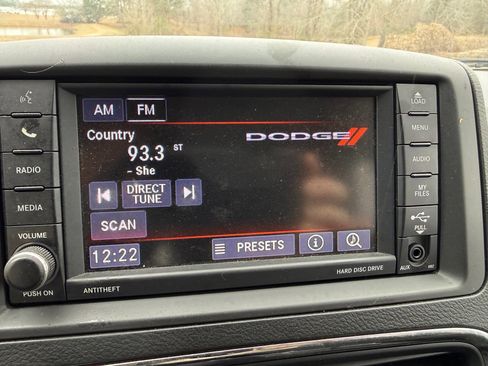 AM FM
LOAD
Country
DODGE
93.3 ST
MENU
- She
RADIO
DIRECT
TUNE
AUDIO
MEDIA
MY
FILES
SCAN
VOLUME
PULL
PRESETS
12:22
PUSH ON
ANTITHEFT
HARD DISC DRIVE
AUX